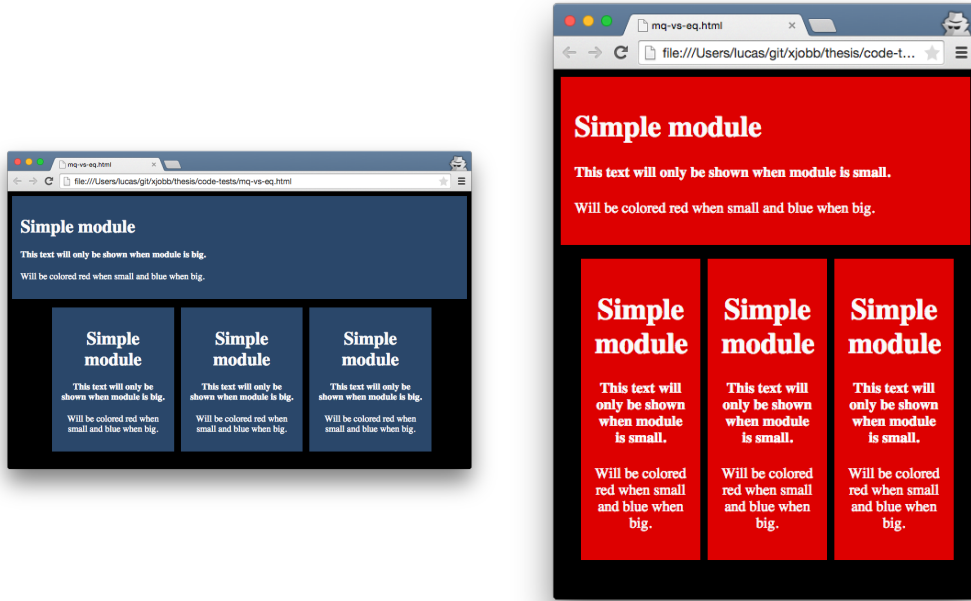 mq-vs-eq.html
file:///Users/lucas/git/xjobb/thesis/code-tests/mq-vs-eq.html
Simple module
This text will only be shown when module is big.
Will be colored red when small and blue when big.
Simple
module
This text will only be
shown when module is big.
Will be colored red when
small and blue when big.
Simple
module
This text will only be
shown when module is big.
Will be colored red when
small and blue when big.
Simple
module
This text will only be
shown when module is big.
Will be colored red when
small and blue when big.
mq-vs-eq.html
file:///Users/lucas/git/xjobb/thesis/code-t...
Simple module
This text will only be shown when module is small.
Will be colored red when small and blue when big.
Simple
module
This text will
only be shown
when module
is small.
Will be colored
red when small
and blue when
big.
Simple
module
This text will
only be shown
when module
is small.
Will be colored
red when small
and blue when
big.
Simple
module
This text will
only be shown
when module
is small.
Will be colored
red when small
and blue when
big.